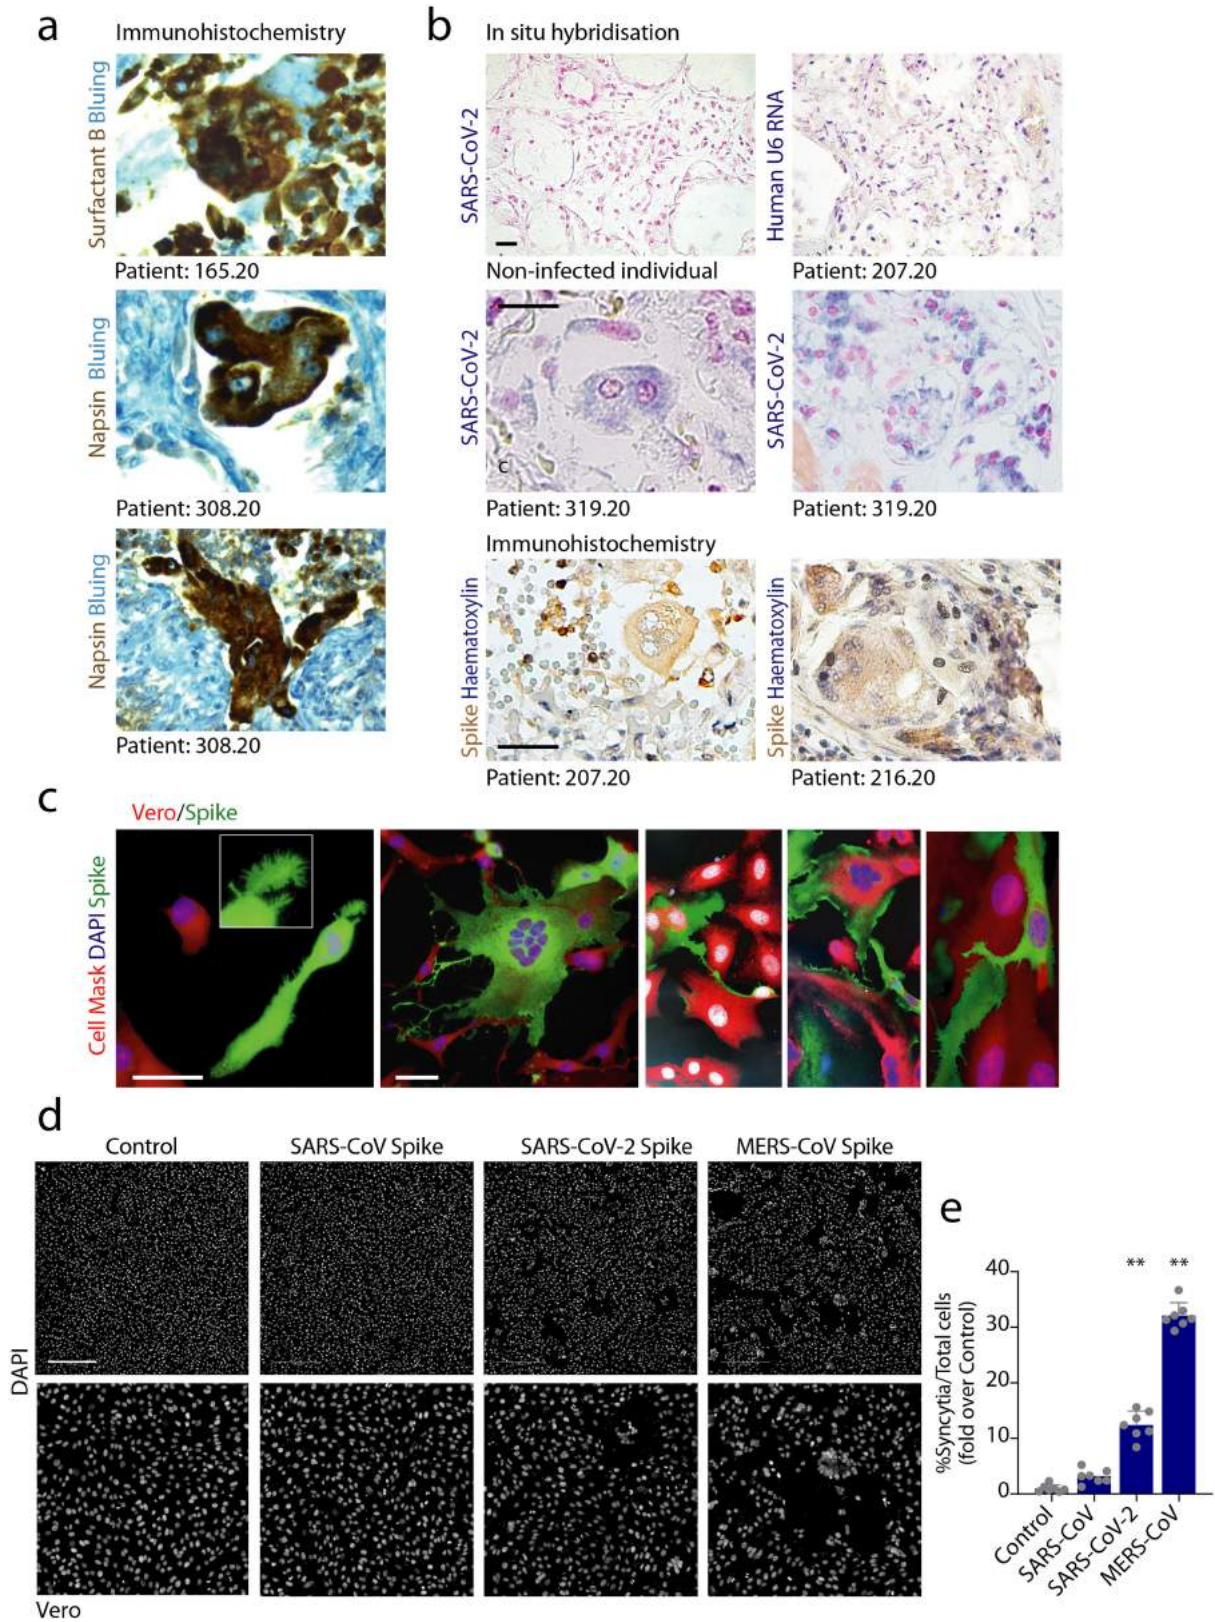 a
Immunohistochemistry
Surfactant B Bluing
Patient: 165.20
Napsin Bluing
Patient: 308.20
Napsin Bluing
Patient: 308.20
b
In situ hybridisation
SARS-CoV-2
Non-infected individual
Human U6 RNA
Patient: 207.20
SARS-CoV-2
C
Patient: 319.20
SARS-CoV-2
Patient: 319.20
Immunohistochemistry
Spike Haematoxylin
Patient: 207.20
Spike Haematoxylin
Patient: 216.20
c
Vero/Spike
Cell Mask DAPI Spike
d
Control
SARS-CoV Spike
SARS-CoV-2 Spike
MERS-CoV Spike
DAPI
Vero
e
%Syncytia/Total cells
(fold over Control)
40
30
20
10
0
** **
Control
SARS-CoV
SARS-CoV-2
MERS-CoV